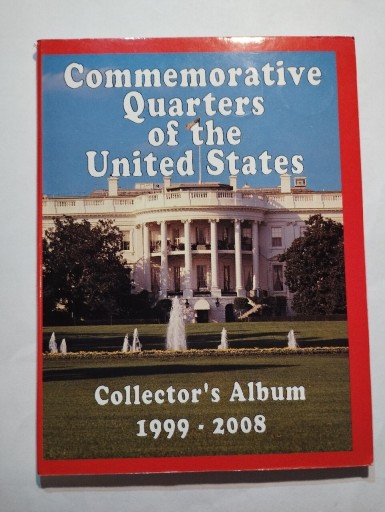 Commemorative
Quarters
of the
United States
Collector's Album
1999 - 2008